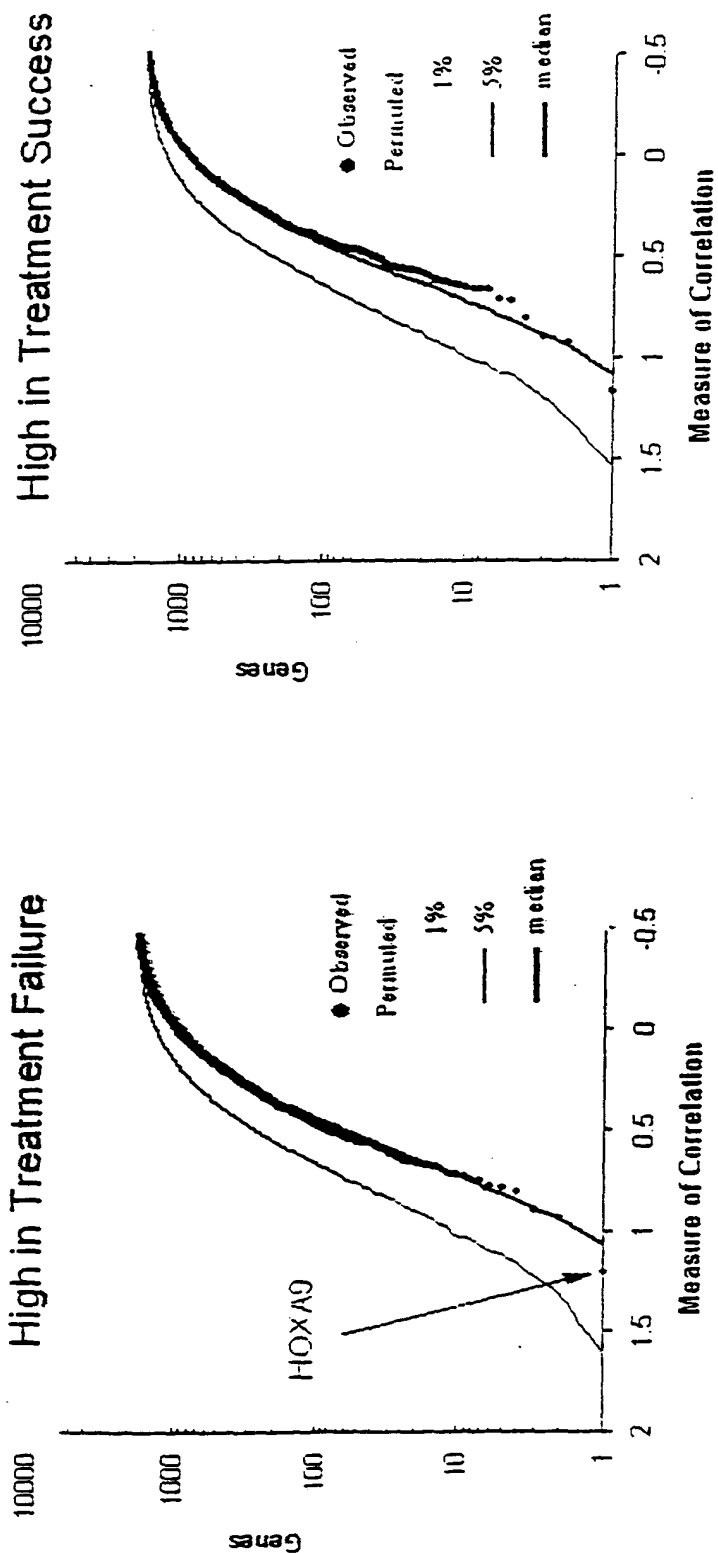 High in Treatment Failure
10000
1000
100
10
1
Genes
HOXA9
Observed
Permuted
1%
5%
median
2
1.5
1
0.5
0
-0.5
Measure of Correlation
High in Treatment Success
10000
1000
100
10
1
Genes
Observed
Permuted
1%
5%
median
2
1.5
1
0.5
0
-0.5
Measure of Correlation